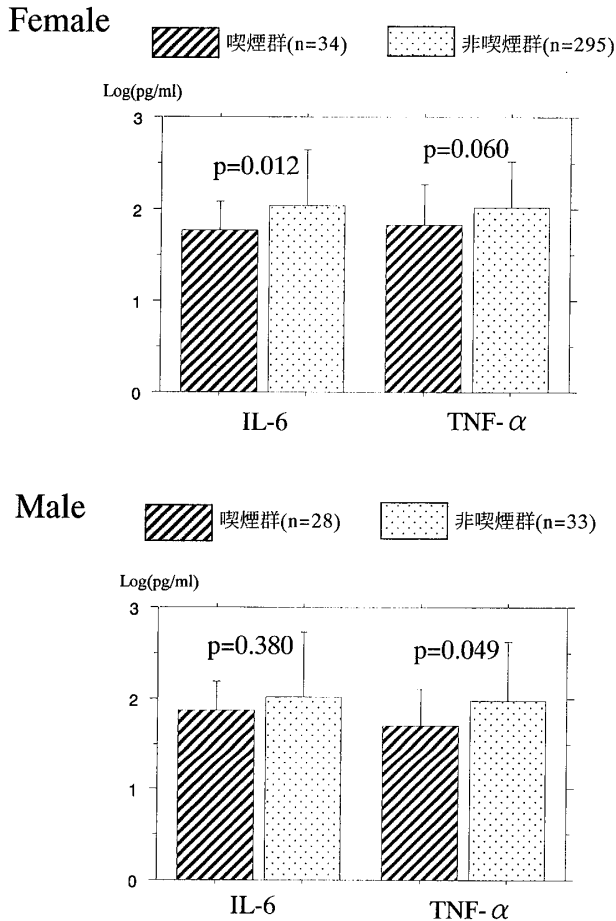 Female
喫煙群(n=34) 非喫煙群(n=295)
Log(pg/ml)
3
p=0.012 p=0.060
2
1
0
IL-6 TNF-α
Male
喫煙群(n=28) 非喫煙群(n=33)
Log(pg/ml)
3
p=0.380 p=0.049
2
1
0
IL-6 TNF-α